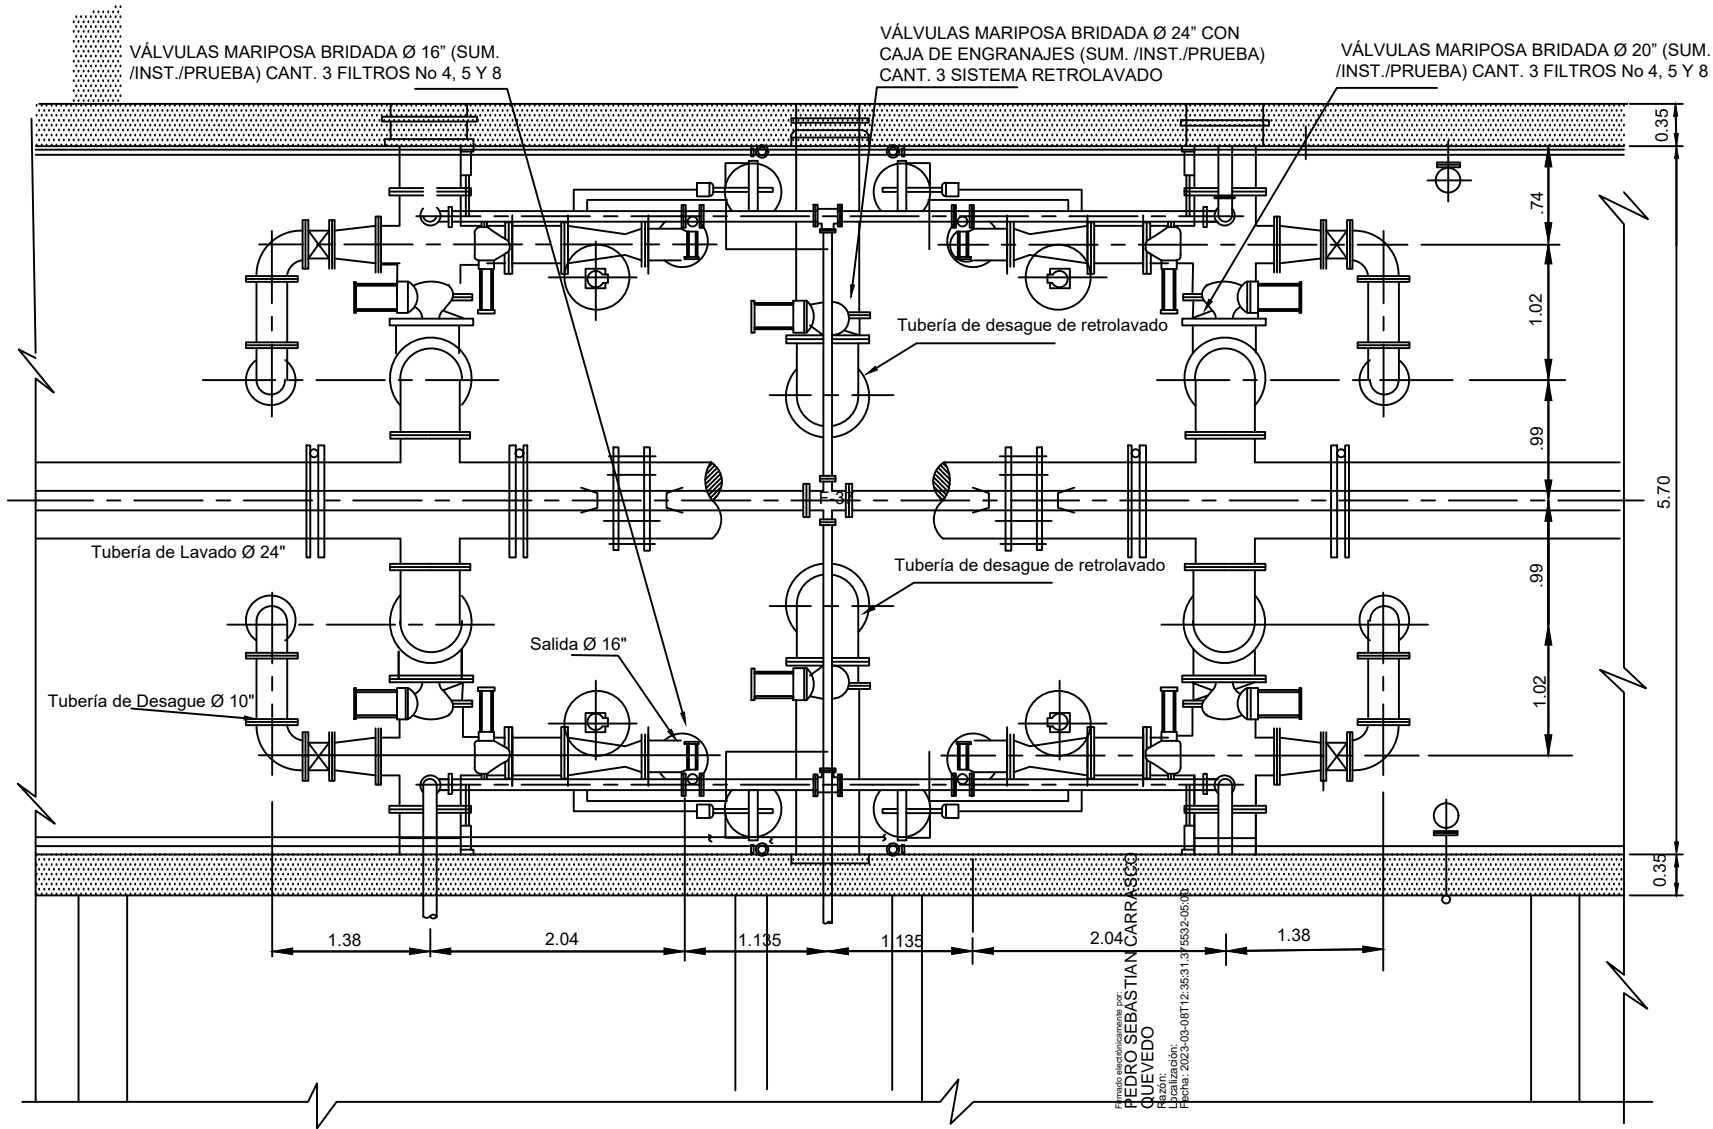 VÁLVULAS MARIPOSA BRIDADA Ø 16” (SUM.
/INST./PRUEBA) CANT. 3 FILTROS No 4, 5 Y 8
VÁLVULAS MARIPOSA BRIDADA Ø 24” CON
CAJA DE ENGRANAJES (SUM. /INST./PRUEBA)
CANT. 3 SISTEMA RETROLAVADO
VÁLVULAS MARIPOSA BRIDADA Ø 20” (SUM.
/INST./PRUEBA) CANT. 3 FILTROS No 4, 5 Y 8
0.35
.74
1.02
Tubería de desague de retrolavado
.99
5.70
Tubería de Lavado Ø 24"
Tubería de desague de retrolavado
.99
Salida Ø 16"
Tubería de Desague Ø 10"
1.02
0.35
1.38
2.04
1.135
1.135
2.04
1.38
Firmado electrónicamente por:
PEDRO SEBASTIAN CARRASCO
QUEVEDO
Razón:
Localización:
Fecha: 2023-03-08T12:35:31.375532-05:00